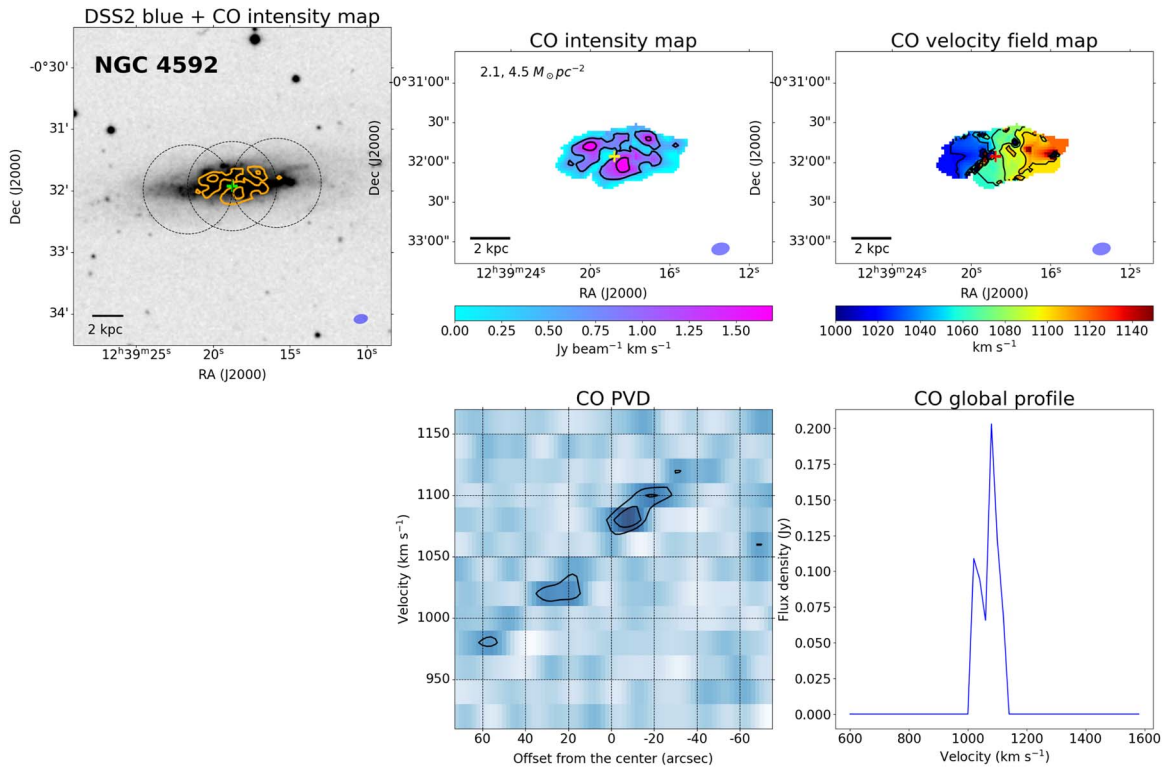 DSS2 blue + CO intensity map
NGC 4592
-0°30'
31'
32'
33'
34'
Dec (J2000)
2 kpc
12ʰ39ᵐ25ˢ
20ˢ
15ˢ
10ˢ
RA (J2000)
CO intensity map
2.1, 4.5 M⊙pc⁻²
-0°31'00"
30"
32'00"
30"
33'00"
Dec (J2000)
2 kpc
12ʰ39ᵐ24ˢ
20ˢ
16ˢ
12ˢ
RA (J2000)
0.00 0.25 0.50 0.75 1.00 1.25 1.50
Jy beam⁻¹ km s⁻¹
CO velocity field map
-0°31'00"
30"
32'00"
30"
33'00"
Dec (J2000)
2 kpc
12ʰ39ᵐ24ˢ
20ˢ
16ˢ
12ˢ
RA (J2000)
1000 1020 1040 1060 1080 1100 1120 1140
km s⁻¹
CO PVD
1150
1100
1050
1000
950
Velocity (km s⁻¹)
60 40 20 0 -20 -40 -60
Offset from the center (arcsec)
CO global profile
0.200
0.175
0.150
0.125
0.100
0.075
0.050
0.025
0.000
Flux density (Jy)
600 800 1000 1200 1400 1600
Velocity (km s⁻¹)